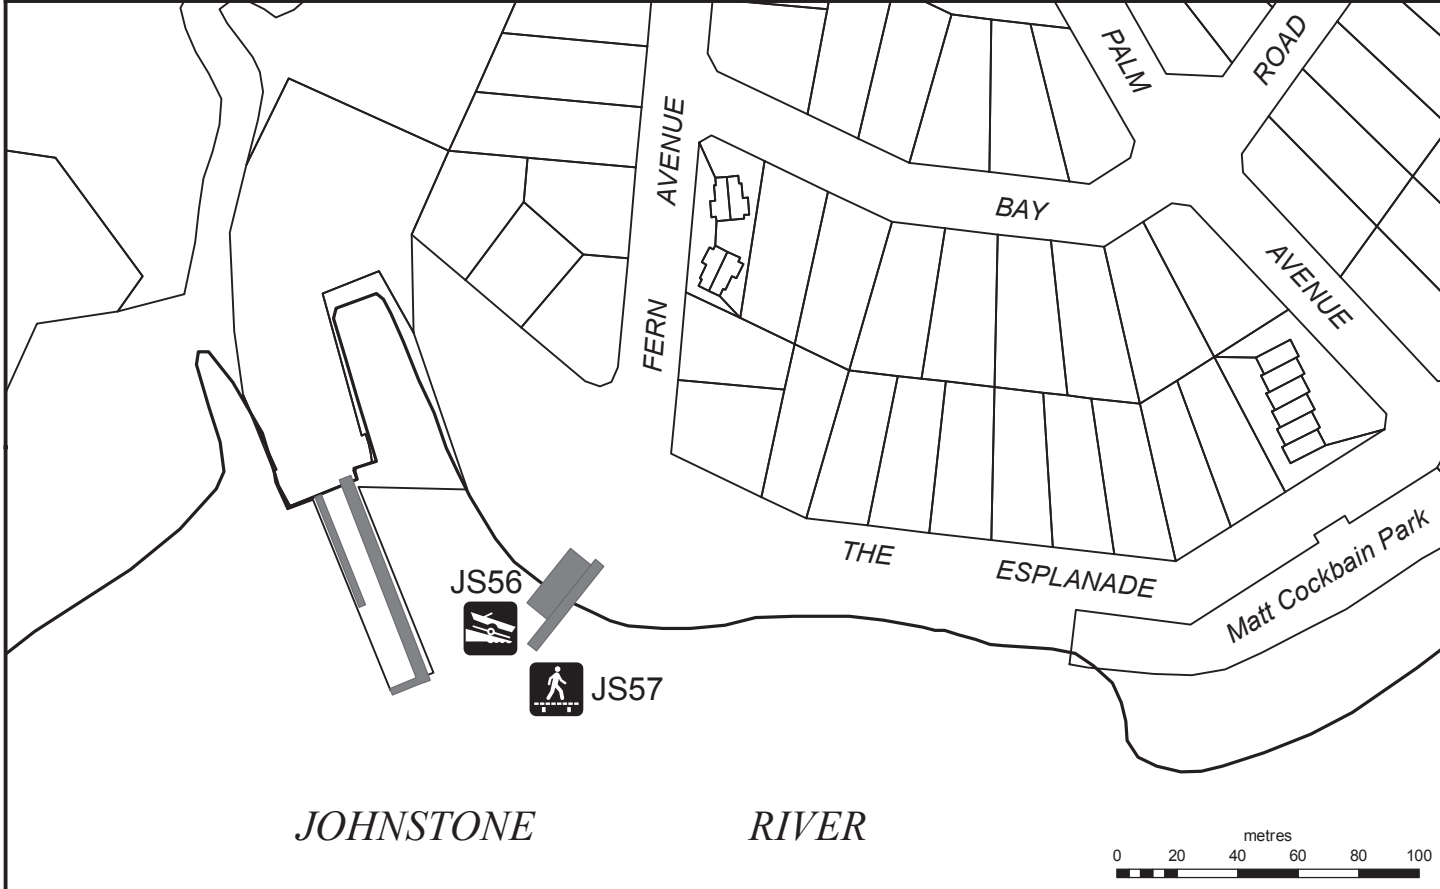 PALM
ROAD
AVENUE
BAY
AVENUE
FERN
THE
ESPLANADE
Matt Cockbain Park
JS56
JS57
JOHNSTONE
RIVER
metres
0 20 40 60 80 100